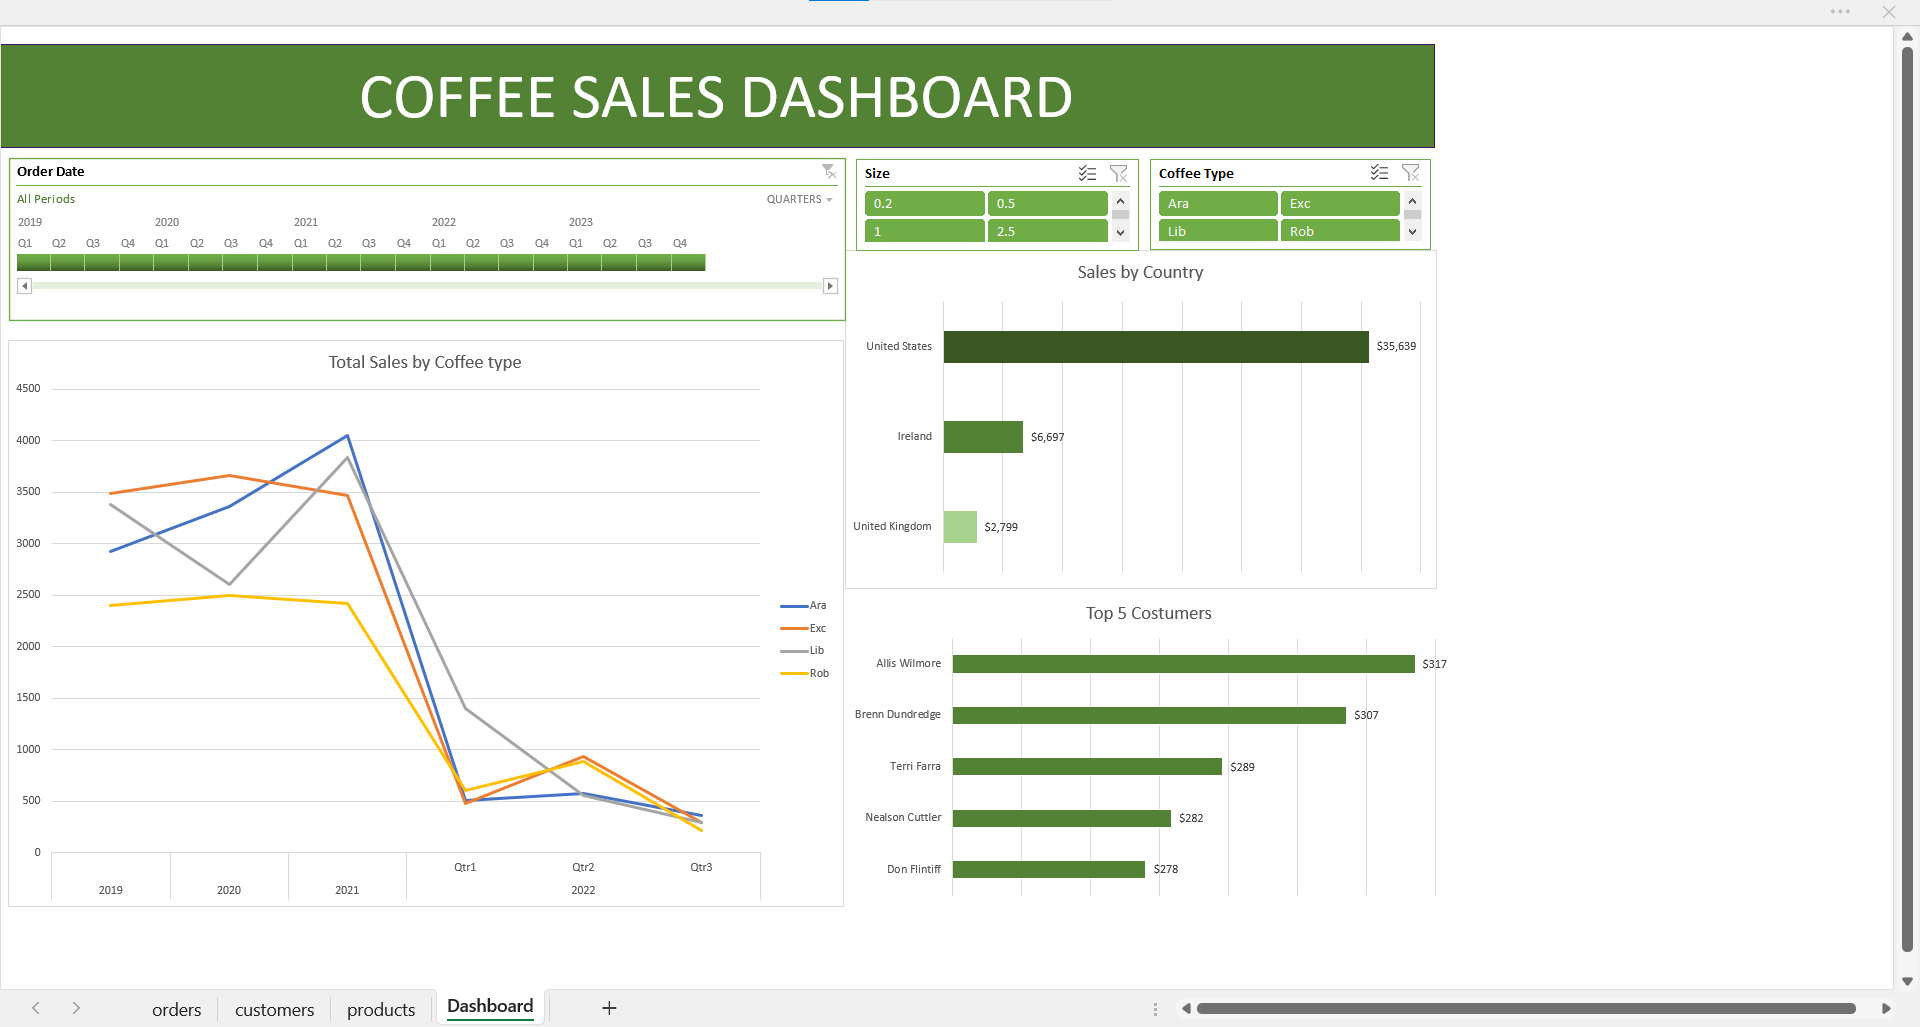 COFFEE SALES DASHBOARD
Order Date
All Periods
QUARTERS
2019 2020 2021 2022 2023
Q1 Q2 Q3 Q4 Q1 Q2 Q3 Q4 Q1 Q2 Q3 Q4 Q1 Q2 Q3 Q4 Q1 Q2 Q3 Q4
Size
0.2 0.5
1 2.5
Coffee Type
Ara Exc
Lib Rob
Total Sales by Coffee type
4500
4000
3500
3000
2500
2000
1500
1000
500
0
Qtr1 Qtr2 Qtr3
2019 2020 2021 2022
Ara
Exc
Lib
Rob
Sales by Country
United States $35,639
Ireland $6,697
United Kingdom $2,799
Top 5 Costumers
Allis Wilmore $317
Brenn Dundredge $307
Terri Farra $289
Nealson Cuttler $282
Don Flintiff $278
orders customers products Dashboard